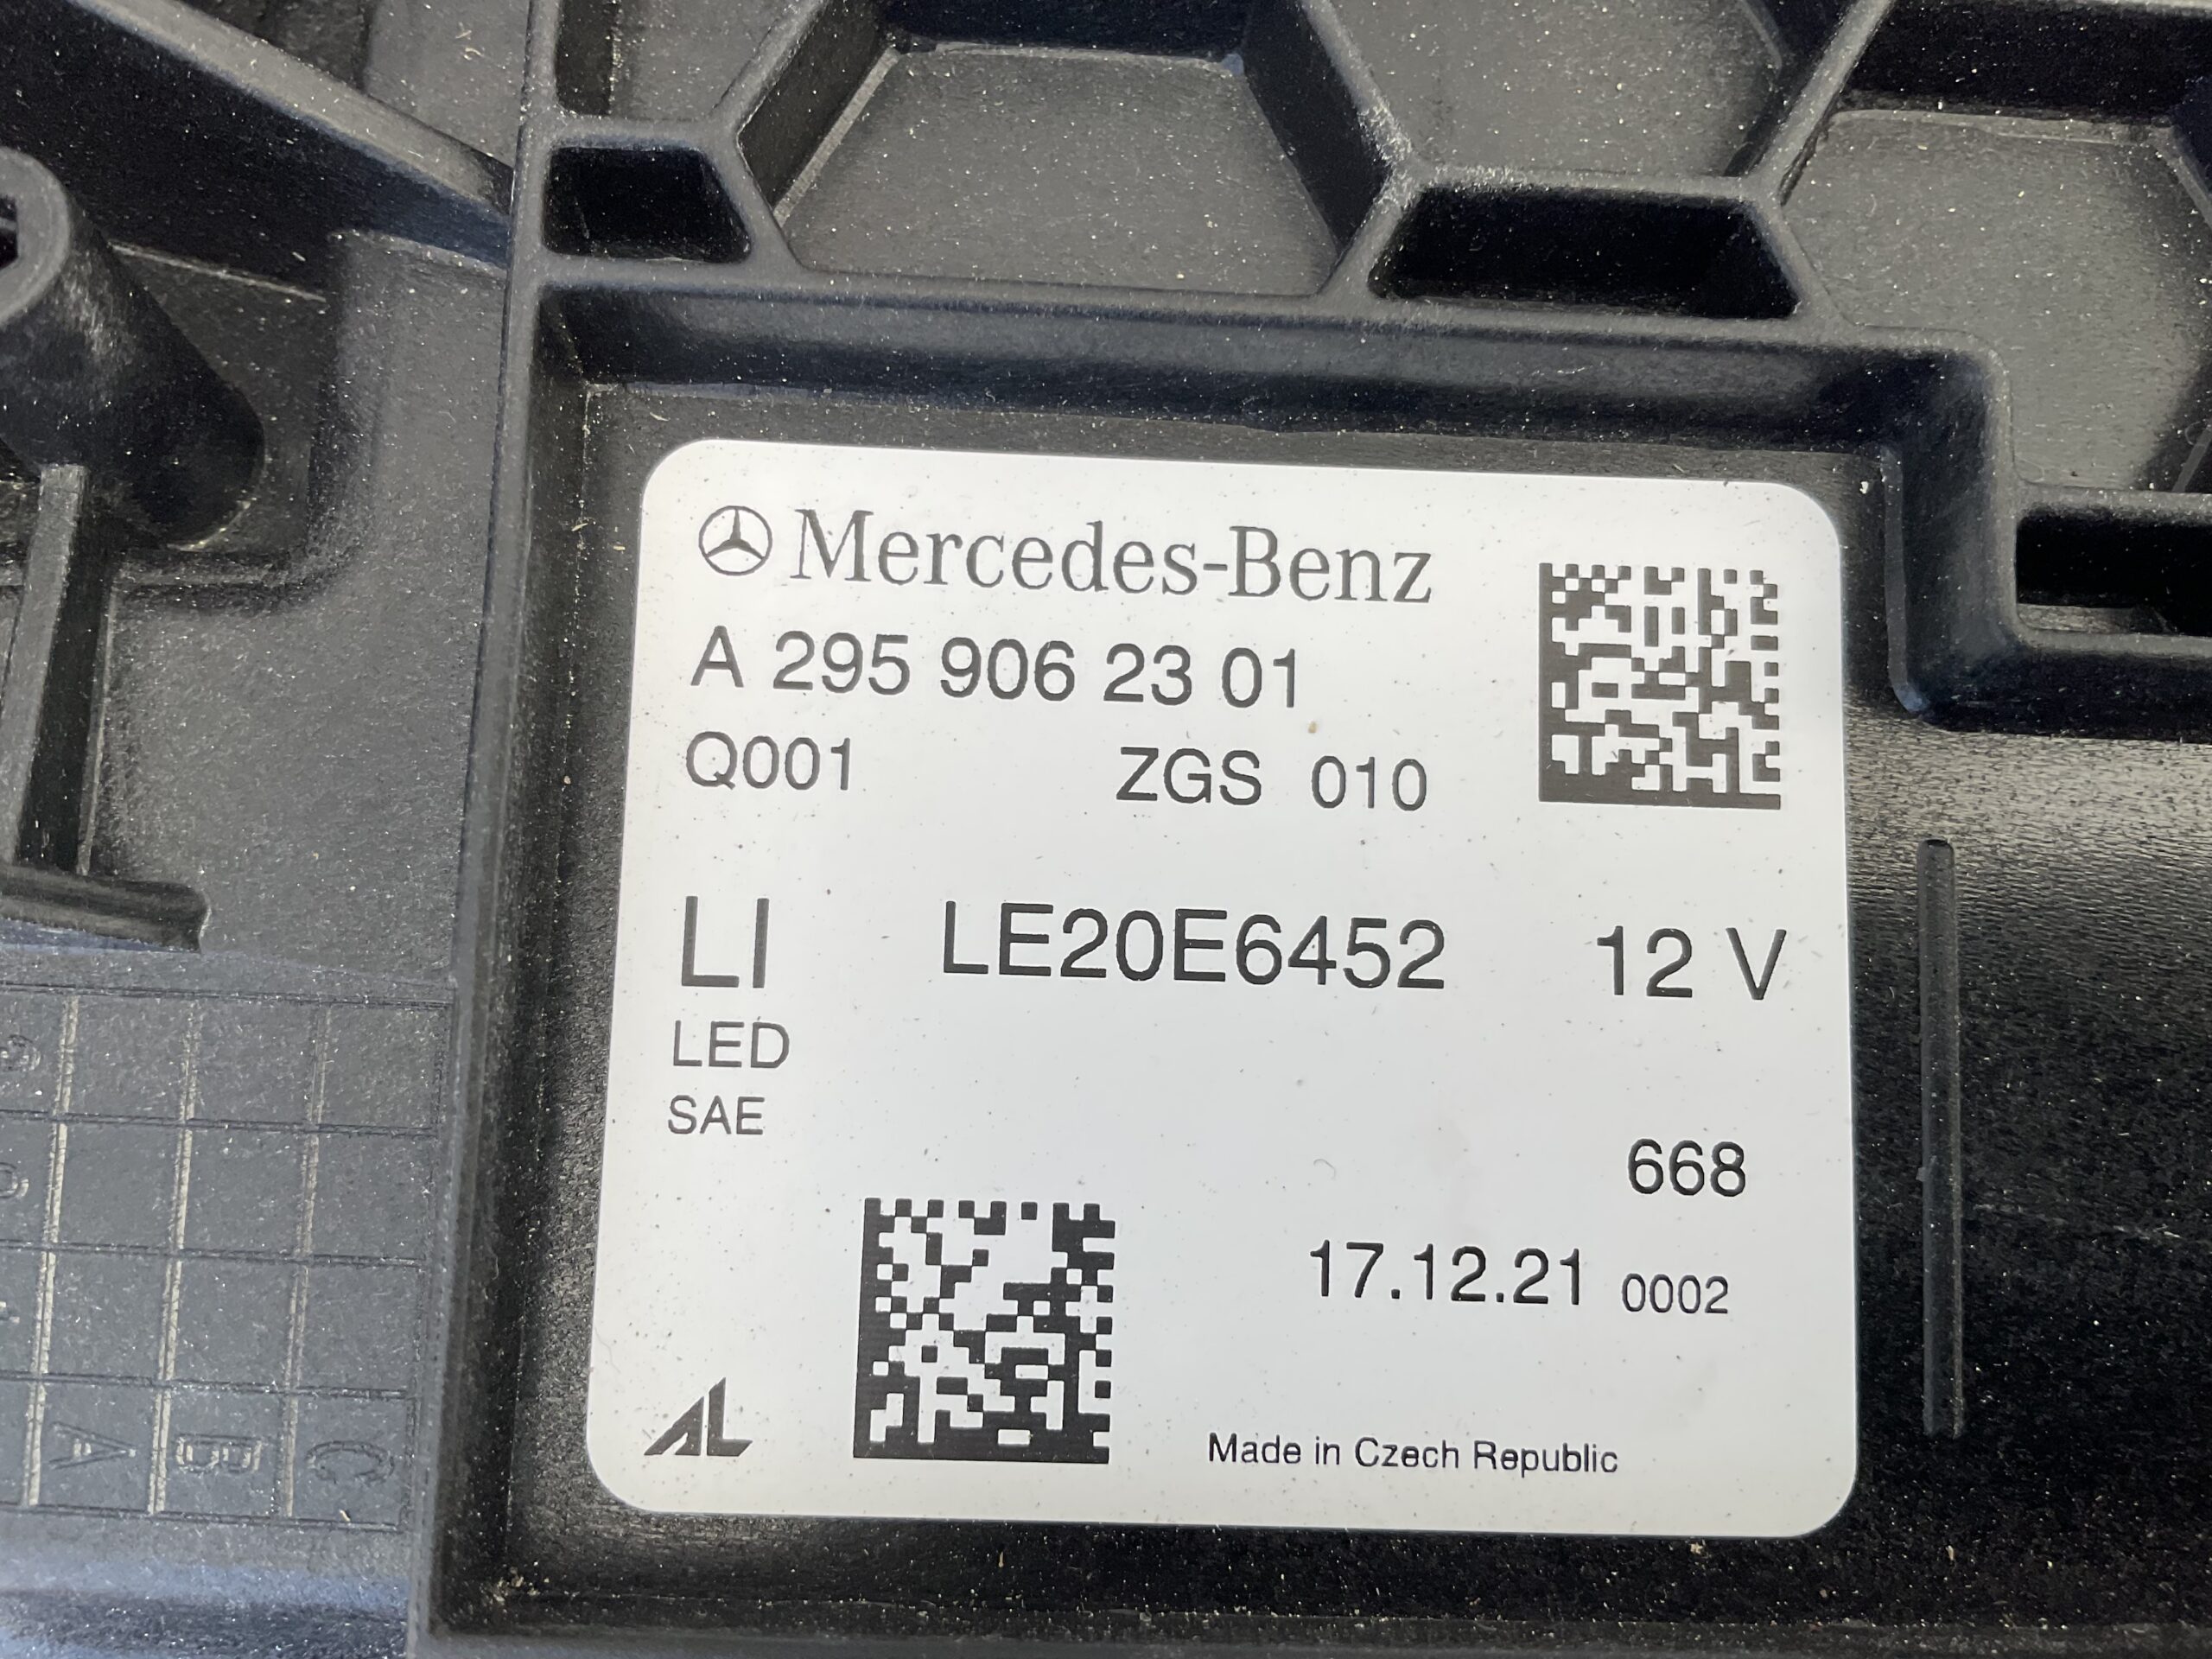 Mercedes-Benz
A 295 906 23 01
Q001 ZGS 010
LI LE20E6452 12 V
LED
SAE
668
17.12.21 0002
AL
Made in Czech Republic
A B C